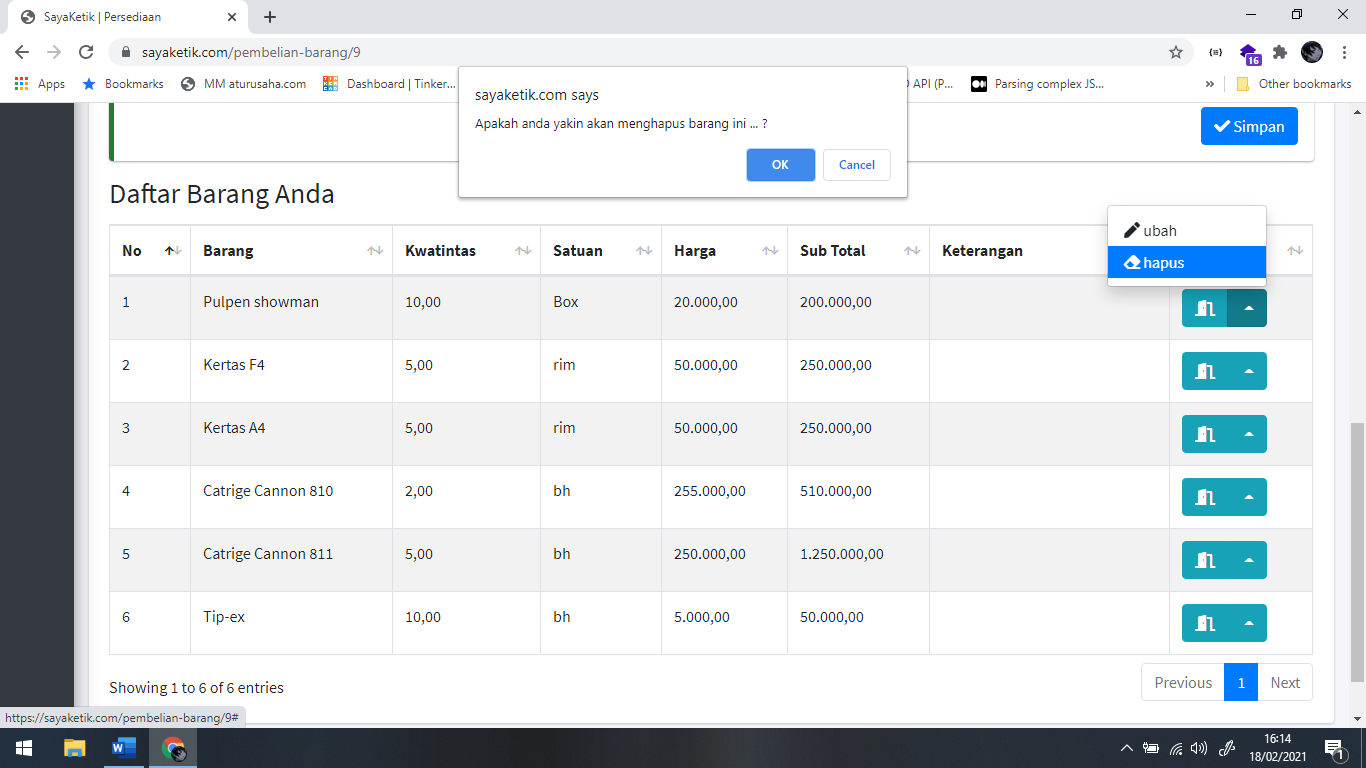 SayaKetik | Persediaan
sayaketik.com/pembelian-barang/9
16
Apps Bookmarks MM aturusaha.com Dashboard | Tinker... API (P... Parsing complex JS... » Other bookmarks
sayaketik.com says
Apakah anda yakin akan menghapus barang ini ... ?
OK Cancel
Simpan
Daftar Barang Anda
ubah
hapus
No Barang Kwatintas Satuan Harga Sub Total Keterangan
1 Pulpen showman 10,00 Box 20.000,00 200.000,00
2 Kertas F4 5,00 rim 50.000,00 250.000,00
3 Kertas A4 5,00 rim 50.000,00 250.000,00
4 Catrige Cannon 810 2,00 bh 255.000,00 510.000,00
5 Catrige Cannon 811 5,00 bh 250.000,00 1.250.000,00
6 Tip-ex 10,00 bh 5.000,00 50.000,00
Showing 1 to 6 of 6 entries
Previous 1 Next
https://sayaketik.com/pembelian-barang/9#
16:14
18/02/2021
1